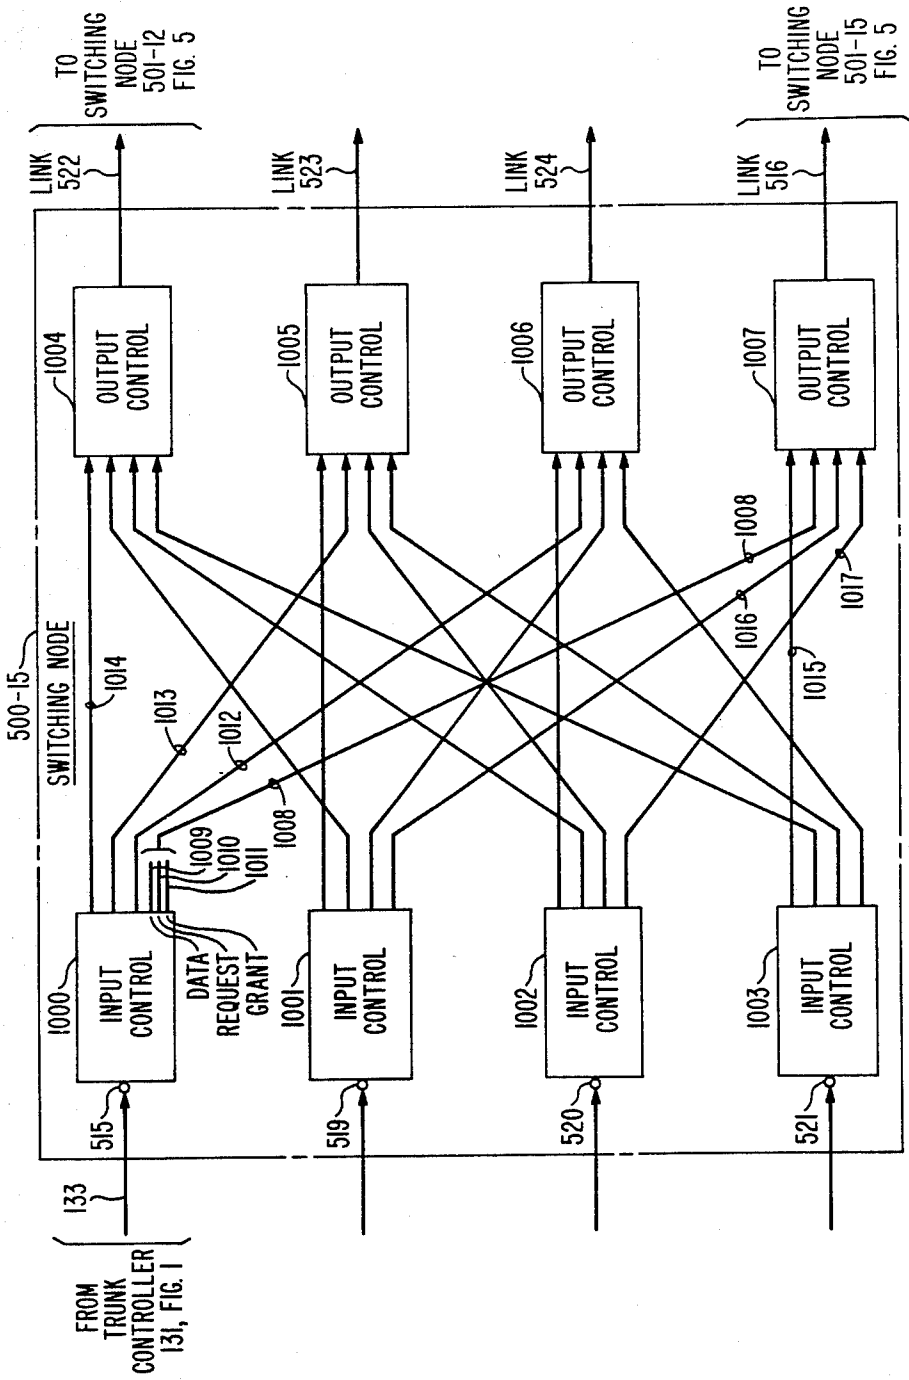 500-15
SWITCHING NODE
FROM
TRUNK
CONTROLLER
131, FIG. 1
133
515
1000
INPUT
CONTROL
DATA
REQUEST
GRANT
1009
1010
1011
1014
1013
1012
1008
1004
OUTPUT
CONTROL
LINK
522
TO
SWITCHING
NODE
501-12
FIG. 5
519
1001
INPUT
CONTROL
1005
OUTPUT
CONTROL
LINK
523
520
1002
INPUT
CONTROL
1006
OUTPUT
CONTROL
LINK
524
521
1003
INPUT
CONTROL
1015
1016
1008
1017
1007
OUTPUT
CONTROL
LINK
516
TO
SWITCHING
NODE
501-15
FIG. 5